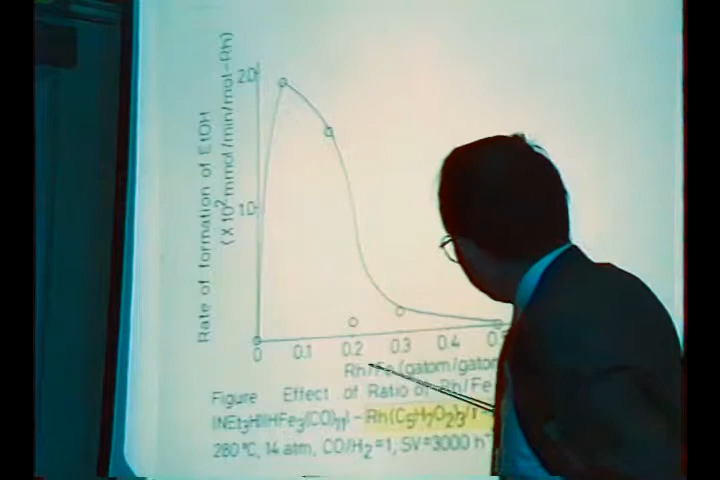 Rate of formation of EtOH
(×10² mmol/min/mol-Rh)
2.0
1.0
0 0.1 0.2 0.3 0.4
Rh/Fe (gatom/gatom
Figure Effect of Ratio of Rh/Fe
[NEt₃H][HFe₃(CO)₁₁] - Rh(C₅H₇O₂)₃/
280 °C, 14 atm, CO/H₂=1, SV=3000 h⁻